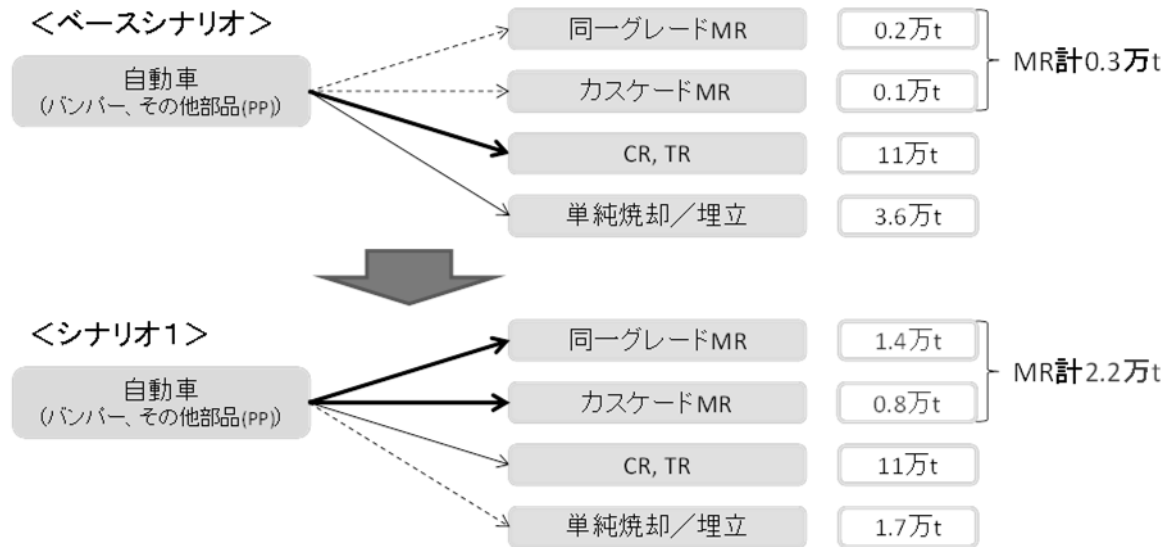 ＜ベースシナリオ＞
自動車
（バンパー、その他部品(PP)）
同一グレードMR
0.2万t
カスケードMR
0.1万t
MR計0.3万t
CR, TR
11万t
単純焼却／埋立
3.6万t
＜シナリオ１＞
自動車
（バンパー、その他部品(PP)）
同一グレードMR
1.4万t
カスケードMR
0.8万t
MR計2.2万t
CR, TR
11万t
単純焼却／埋立
1.7万t